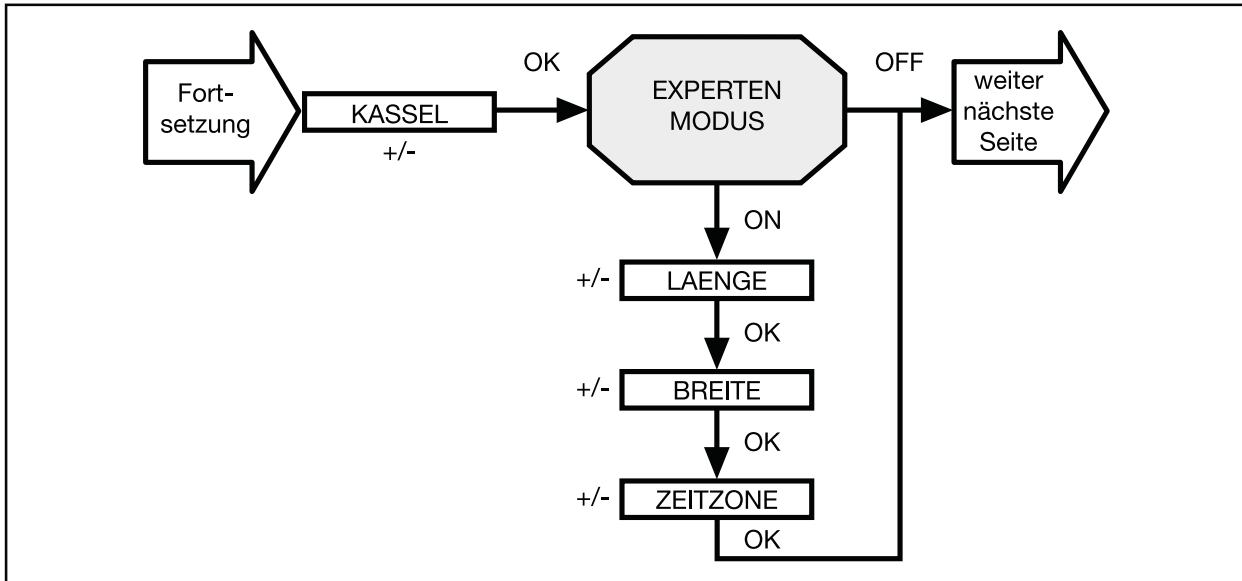 Fort-
setzung
KASSEL
+/-
OK
EXPERTEN
MODUS
OFF
weiter
nächste
Seite
ON
+/- LAENGE
OK
+/- BREITE
OK
+/- ZEITZONE
OK